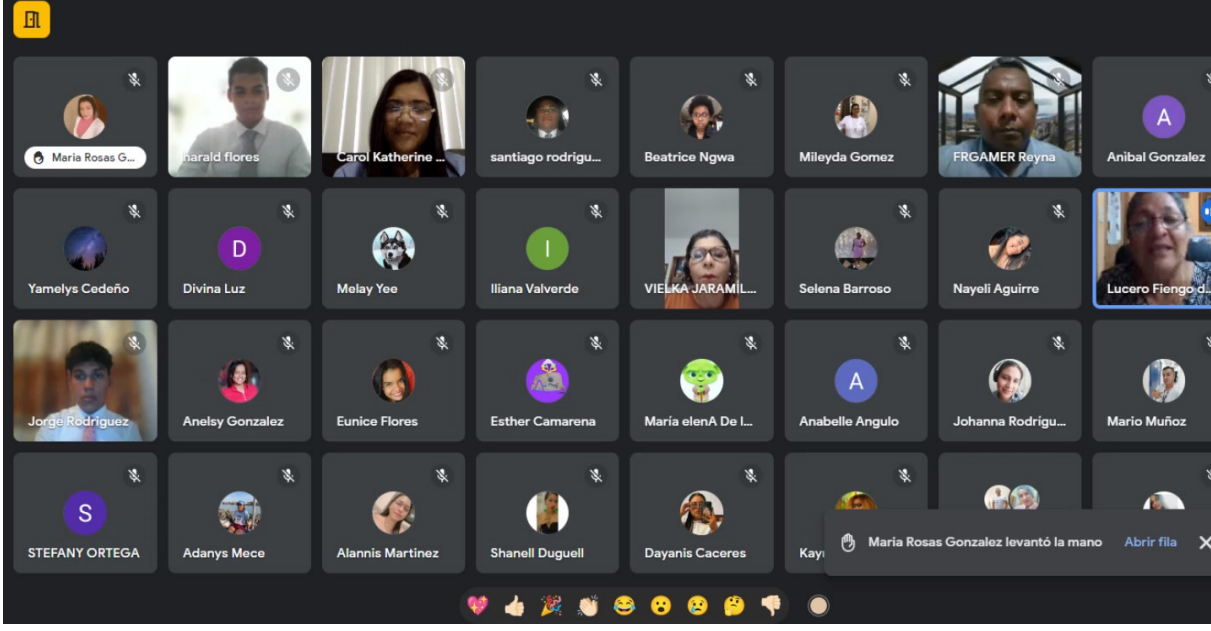 Maria Rosas G...
harald flores
Carol Katherine ...
santiago rodrigu...
Beatrice Ngwa
Mileyda Gomez
FRGAMER Reyna
A
Anibal Gonzalez
Yamelys Cedeño
D
Divina Luz
Melay Yee
I
Iliana Valverde
VIELKA JARAMIL...
Selena Barroso
Nayeli Aguirre
Lucero Fiengo d...
Jorge Rodriguez
Anelsy Gonzalez
Eunice Flores
Esther Camarena
María elenA De l...
A
Anabelle Angulo
Johanna Rodrígu...
Mario Muñoz
S
STEFANY ORTEGA
Adanys Mece
Alannis Martinez
Shanell Duguell
Dayanis Caceres
Maria Rosas Gonzalez levantó la mano
Abrir fila